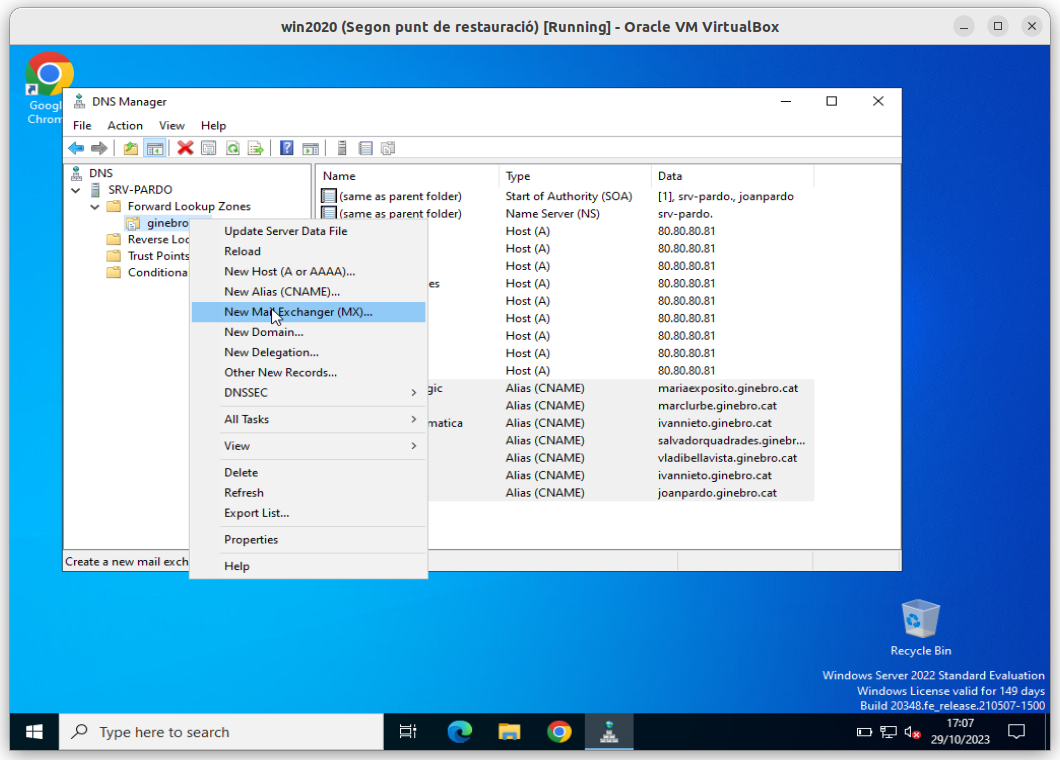 win2020 (Segon punt de restauració) [Running] - Oracle VM VirtualBox
Googl
Chrom
DNS Manager
File Action View Help
DNS
SRV-PARDO
Forward Lookup Zones
ginebro
Reverse Loo
Trust Points
Conditiona
Name Type Data
(same as parent folder) Start of Authority (SOA) [1], srv-pardo., joanpardo
(same as parent folder) Name Server (NS) srv-pardo.
Host (A) 80.80.80.81
Host (A) 80.80.80.81
Host (A) 80.80.80.81
es Host (A) 80.80.80.81
Host (A) 80.80.80.81
Host (A) 80.80.80.81
Host (A) 80.80.80.81
Host (A) 80.80.80.81
Host (A) 80.80.80.81
gic Alias (CNAME) mariaexposito.ginebro.cat
Alias (CNAME) marclurbe.ginebro.cat
matica Alias (CNAME) ivannieto.ginebro.cat
Alias (CNAME) salvadorquadrades.ginebr...
Alias (CNAME) vladibellavista.ginebro.cat
Alias (CNAME) ivannieto.ginebro.cat
Alias (CNAME) joanpardo.ginebro.cat
Update Server Data File
Reload
New Host (A or AAAA)...
New Alias (CNAME)...
New Mail Exchanger (MX)...
New Domain...
New Delegation...
Other New Records...
DNSSEC
All Tasks
View
Delete
Refresh
Export List...
Properties
Help
Create a new mail exch
Recycle Bin
Windows Server 2022 Standard Evaluation
Windows License valid for 149 days
Build 20348.fe_release.210507-1500
Type here to search
17:07
29/10/2023